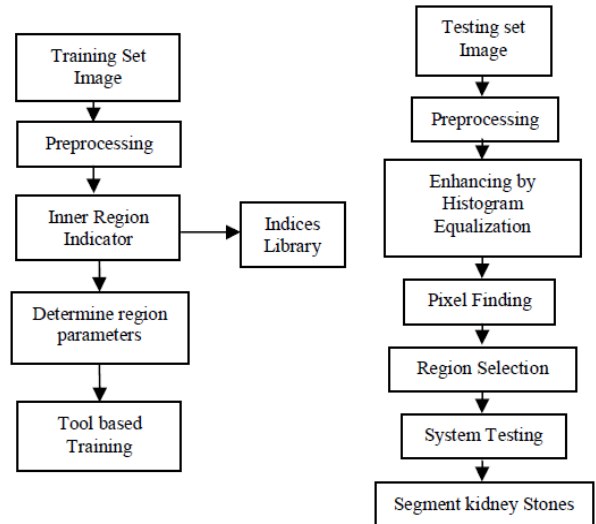 Training Set
Image
Preprocessing
Inner Region
Indicator
Indices
Library
Determine region
parameters
Tool based
Training
Testing set
Image
Preprocessing
Enhancing by
Histogram
Equalization
Pixel Finding
Region Selection
System Testing
Segment kidney Stones